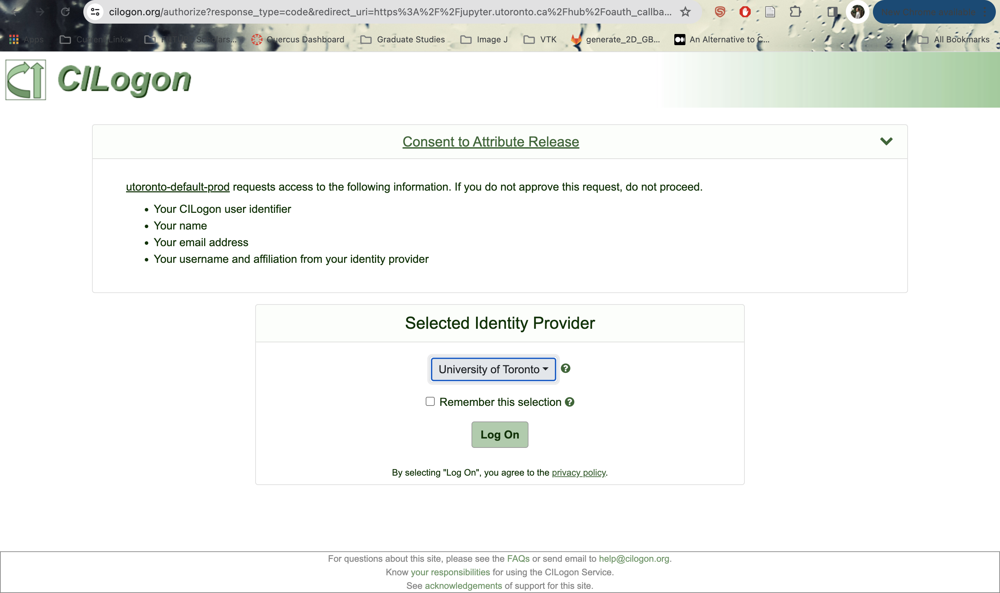 cilogon.org/authorize?response_type=code&redirect_uri=https%3A%2F%2Fjupyter.utoronto.ca%2Fhub%2Foauth_callba...
New Chrome available
Apps Current Links Scholars... Quercus Dashboard Graduate Studies Image J VTK generate_2D_GB... An Alternative to C... » All Bookmarks
CILogon
Consent to Attribute Release
utoronto-default-prod requests access to the following information. If you do not approve this request, do not proceed.
• Your CILogon user identifier
• Your name
• Your email address
• Your username and affiliation from your identity provider
Selected Identity Provider
University of Toronto
Remember this selection
Log On
By selecting "Log On", you agree to the privacy policy.
For questions about this site, please see the FAQs or send email to help@cilogon.org.
Know your responsibilities for using the CILogon Service.
See acknowledgements of support for this site.